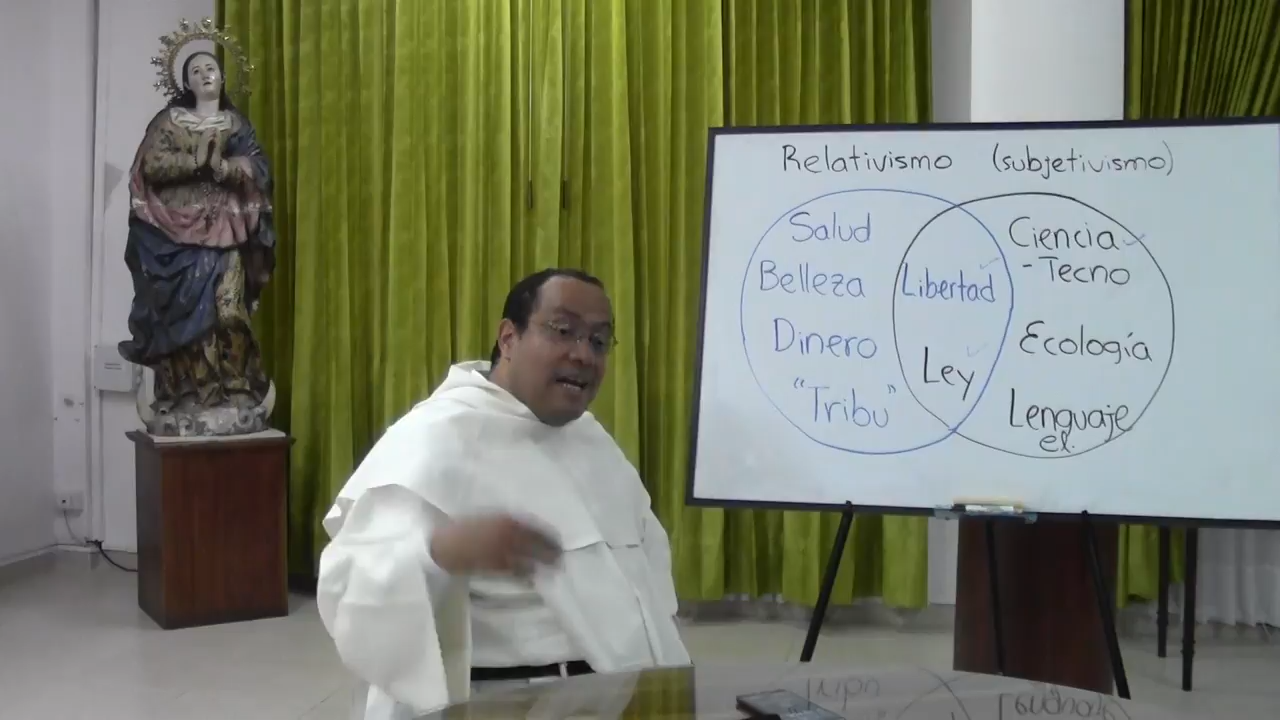 Relativismo (subjetivismo)
Salud
Belleza
Dinero
"Tribu"
Libertad
Ley
Ciencia
- Tecno
Ecología
Lenguaje
el.